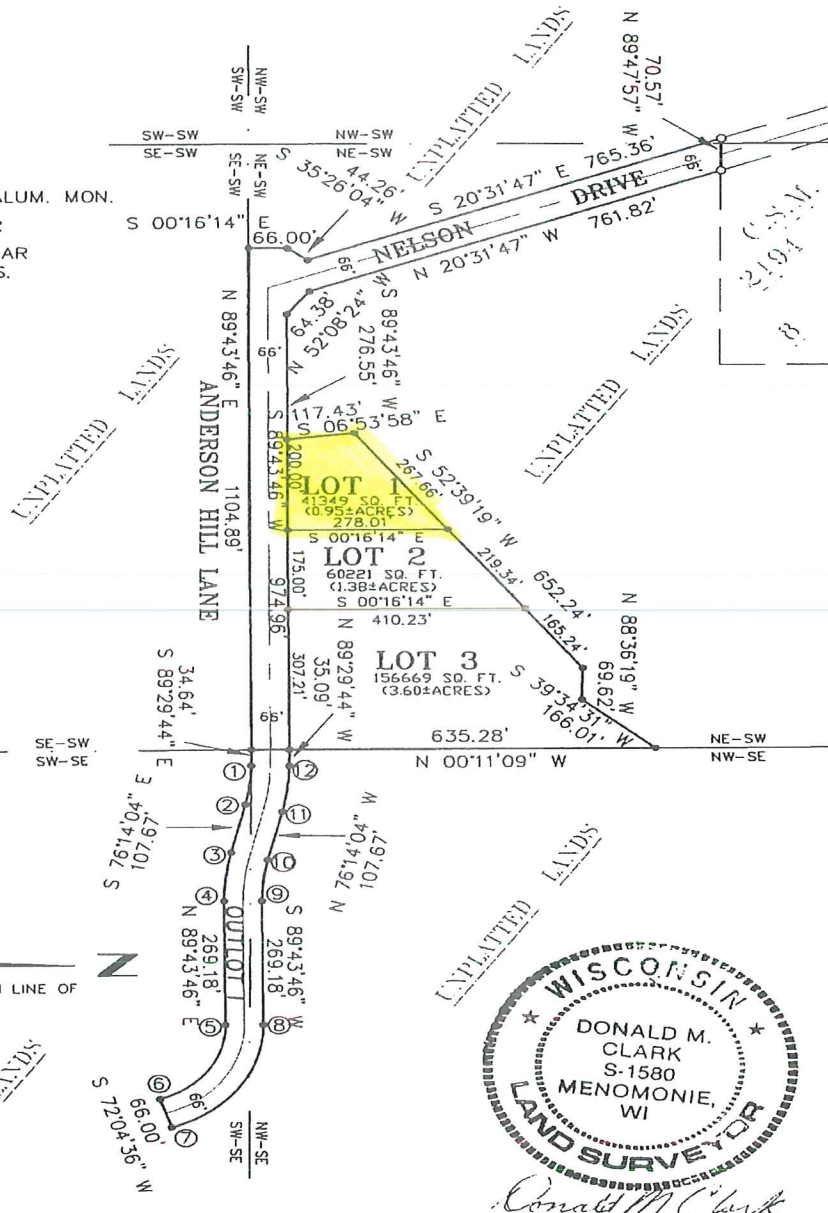 N 89°47'57" W
70.57'
UNPLATTED LANDS
SW-SW
NW-SW
SW-SW
SE-SW
NW-SW
NE-SW
SE-SW
NE-SW
ALUM. MON.
AR
S.
S 00°16'14" E
66.00'
S 35°26'04" W
44.26'
S 20°31'47" E 765.36'
NELSON DRIVE
66'
66'
N 20°31'47" W 761.82'
C.S.M.
2194
8
64.38'
N 52°08'24" W
S 89°43'46" W
276.55'
66'
N 89°43'46" E
1104.89'
ANDERSON HILL LANE
UNPLATTED LANDS
UNPLATTED LANDS
117.43'
S 06°53'58" E
S 89°43'46" W
974.96'
200.00'
LOT 1
41349 SQ. FT.
(0.95±ACRES)
278.01'
S 00°16'14" E
267.66'
S 52°39'19" W
652.24'
LOT 2
60221 SQ. FT.
(1.38±ACRES)
175.00'
219.34'
S 00°16'14" E
410.23'
LOT 3
156669 SQ. FT.
(3.60±ACRES)
307.21'
165.24'
N 88°36'19" W
69.62'
S 39°34'31" W
166.01'
N 89°29'44" W
35.09'
34.64'
S 89°29'44" E
66'
SE-SW
SW-SE
635.28'
N 00°11'09" W
NE-SW
NW-SE
1
12
2
11
3
10
4
9
S 76°14'04" E
107.67'
N 76°14'04" W
107.67'
OUTLOT 1
N 89°43'46" E
269.18'
S 89°43'46" W
269.18'
5
8
6
7
66'
66.00'
S 72°04'36" W
SW-SE
NW-SE
N
LINE OF
LANDS
UNPLATTED LANDS
WISCONSIN
DONALD M.
CLARK
S-1580
MENOMONIE,
WI
LAND SURVEYOR
Donald M Clark